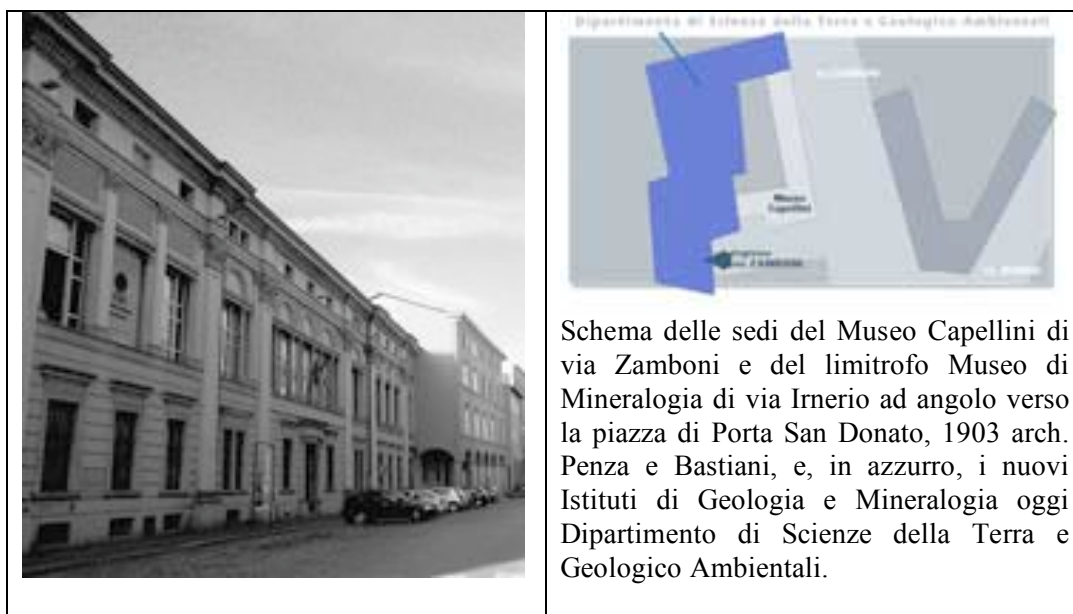 Dipartimento di Scienze della Terra e Geologico Ambientali
Museo
Capellini
Schema delle sedi del Museo Capellini di
via Zamboni e del limitrofo Museo di
Mineralogia di via Irnerio ad angolo verso
la piazza di Porta San Donato, 1903 arch.
Penza e Bastiani, e, in azzurro, i nuovi
Istituti di Geologia e Mineralogia oggi
Dipartimento di Scienze della Terra e
Geologico Ambientali.